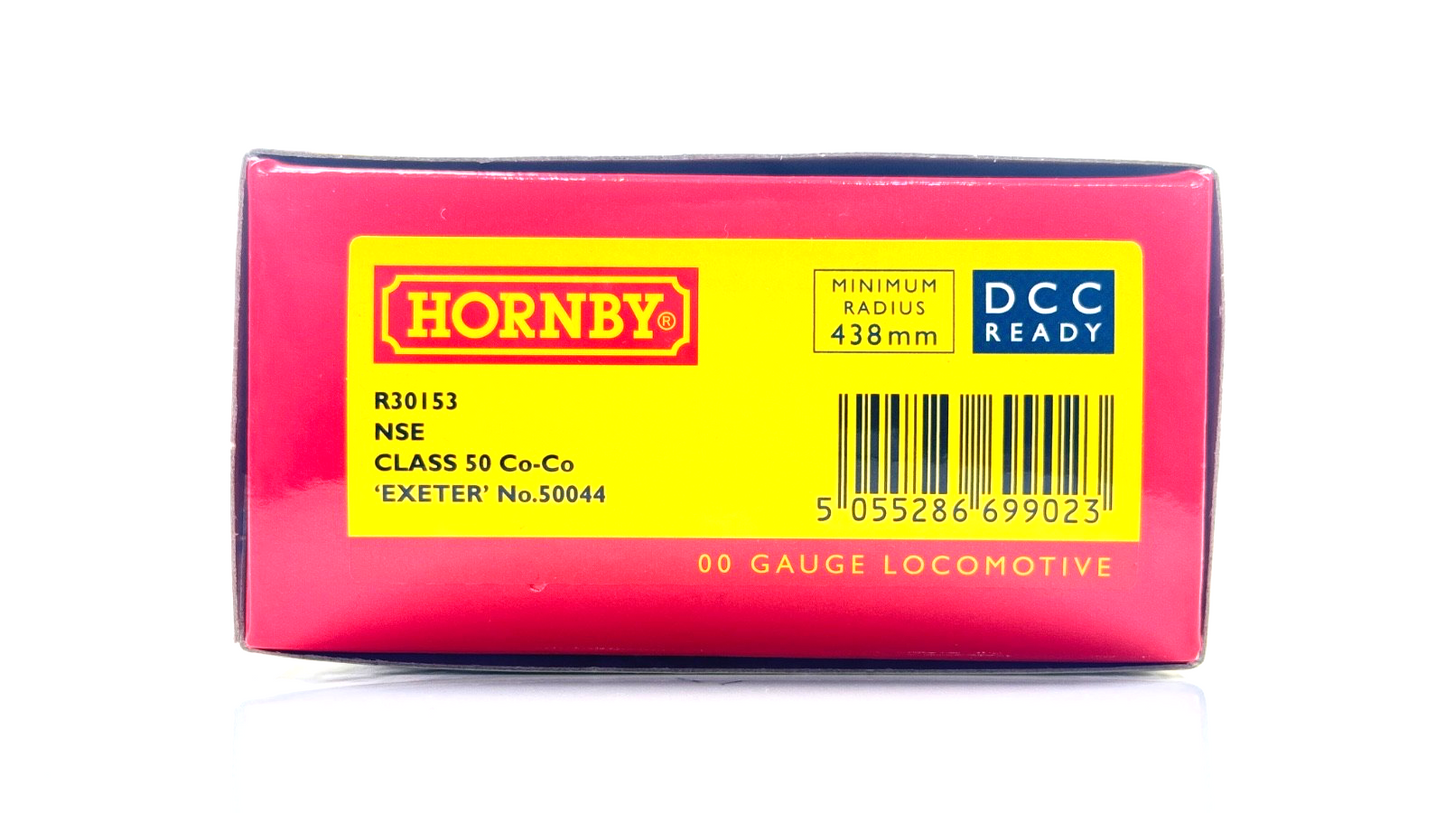 HORNBY®
MINIMUM
RADIUS
438mm
DCC
READY
R30153
NSE
CLASS 50 Co-Co
‘EXETER’ No.50044
5 055286 699023
00 GAUGE LOCOMOTIVE